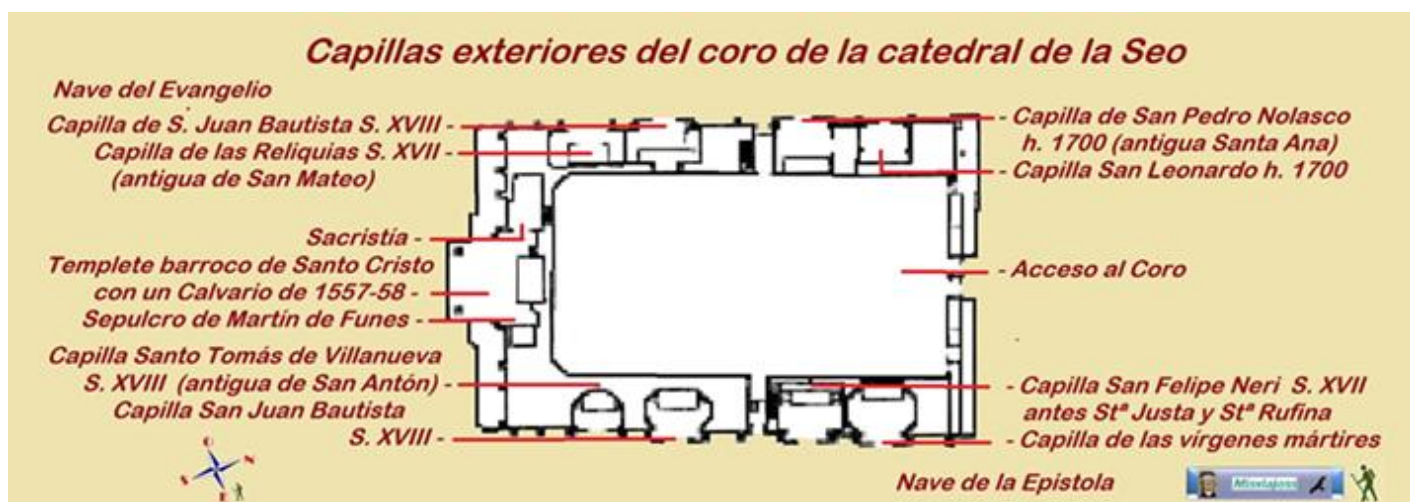 Capillas exteriores del coro de la catedral de la Seo
Nave del Evangelio
Capilla de S. Juan Bautista S. XVIII -
Capilla de las Reliquias S. XVII -
(antigua de San Mateo)
Sacristía -
Templete barroco de Santo Cristo
con un Calvario de 1557-58 -
Sepulcro de Martín de Funes -
Capilla Santo Tomás de Villanueva
S. XVIII (antigua de San Antón) -
Capilla San Juan Bautista
S. XVIII -
- Capilla de San Pedro Nolasco
h. 1700 (antigua Santa Ana)
- Capilla San Leonardo h. 1700
- Acceso al Coro
- Capilla San Felipe Neri S. XVII
antes Stª Justa y Stª Rufina
- Capilla de las vírgenes mártires
Nave de la Epistola
O
N
S
E